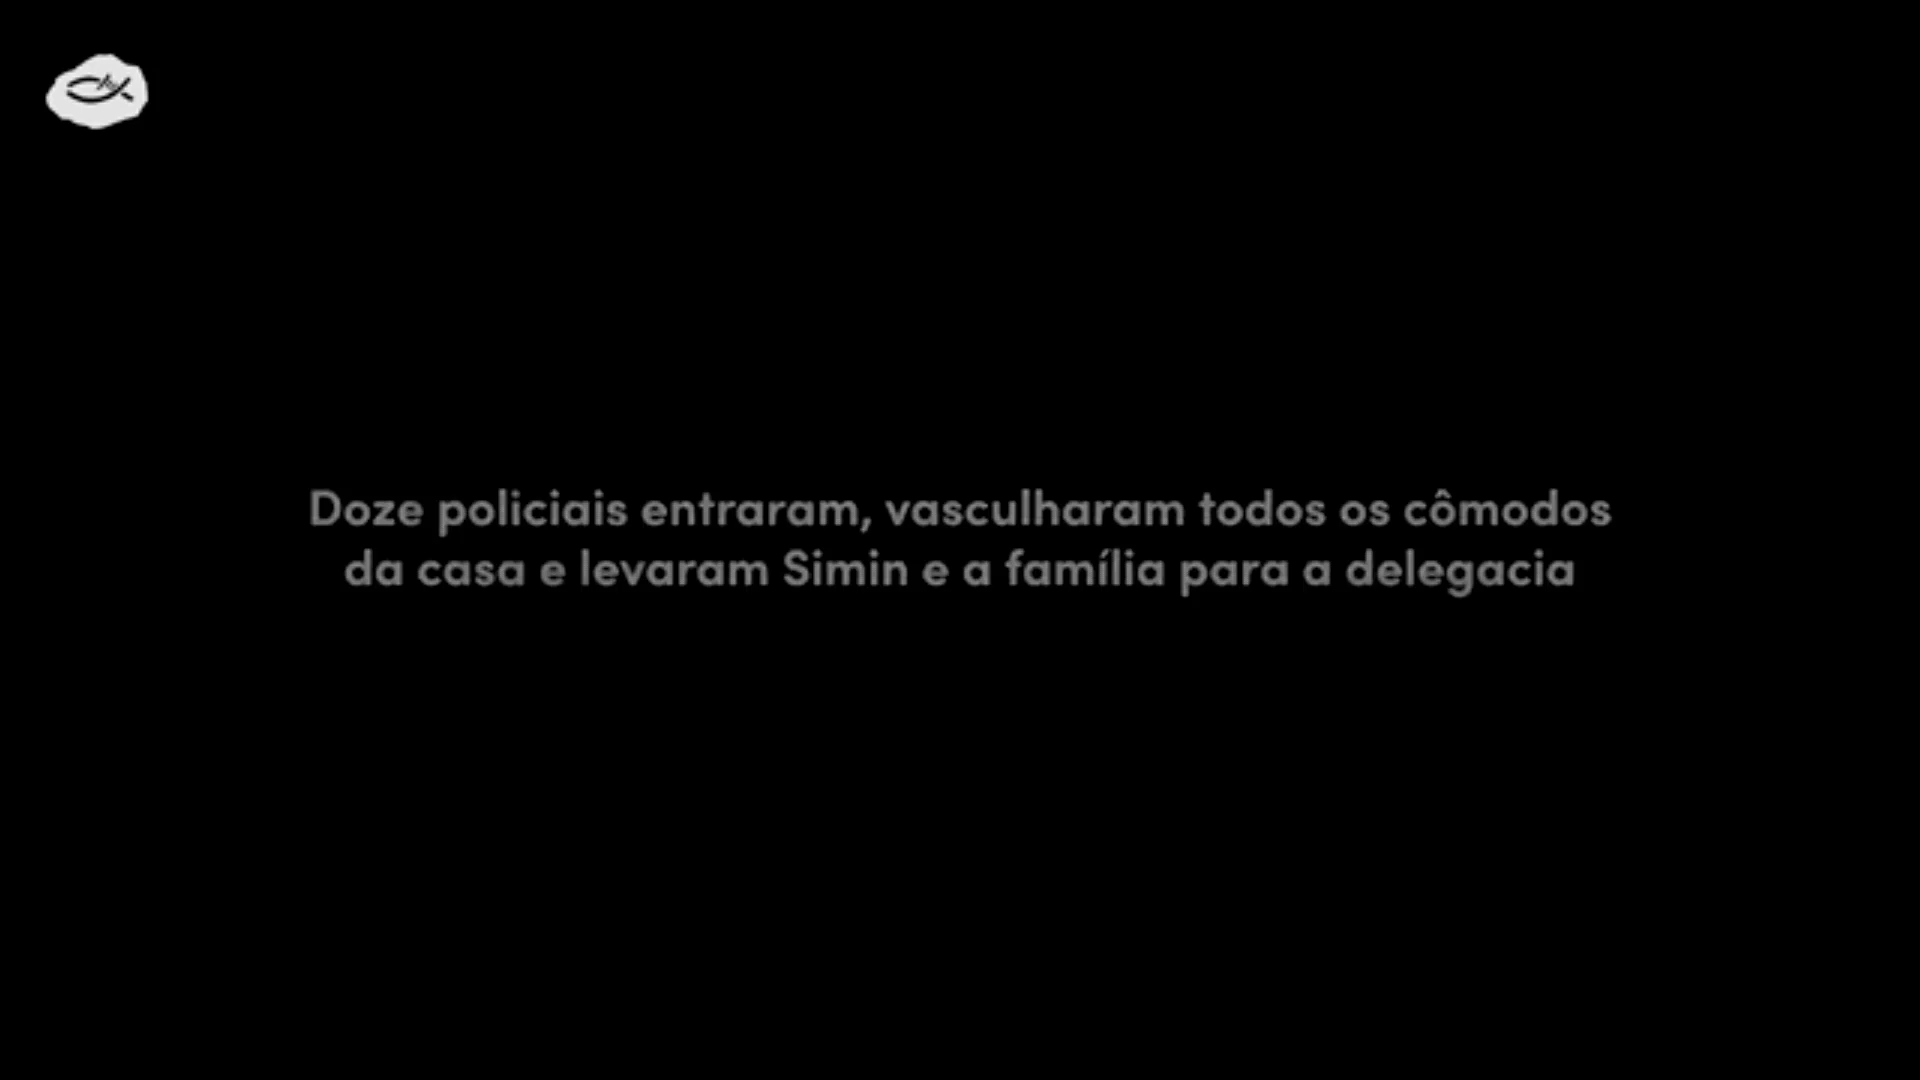 Doze policiais entraram, vasculharam todos os cômodos
da casa e levaram Simin e a família para a delegacia